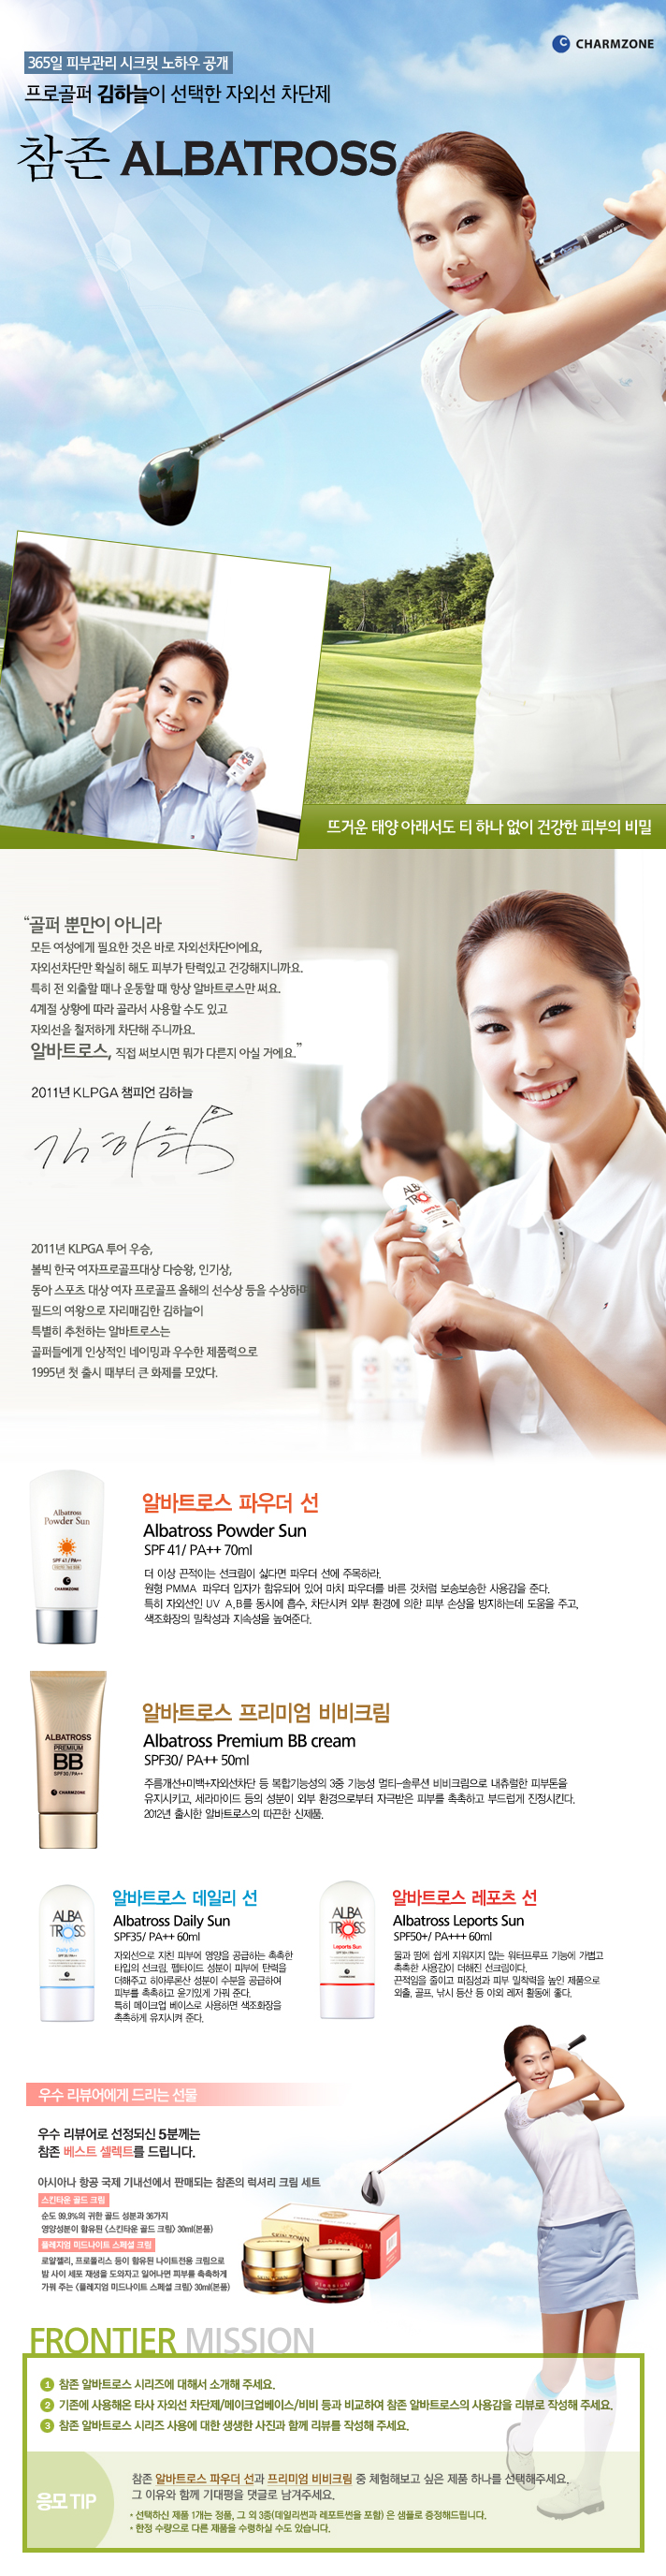 CHARMZONE
365일 피부관리 시크릿 노하우 공개
프로골퍼 김하늘이 선택한 자외선 차단제
참존 ALBATROSS
뜨거운 태양 아래서도 티 하나 없이 건강한 피부의 비밀
“골퍼 뿐만이 아니라
모든 여성에게 필요한 것은 바로 자외선차단이에요,
자외선차단만 확실히 해도 피부가 탄력있고 건강해지니까요.
특히 전 외출할 때나 운동할 때 항상 알바트로스만 써요.
4계절 상황에 따라 골라서 사용할 수도 있고
자외선을 철저하게 차단해 주니까요.
알바트로스, 직접 써보시면 뭐가 다른지 아실 거에요.”
2011년 KLPGA 챔피언 김하늘
김하늘
ALBA
TROSS
2011년 KLPGA 투어 우승,
볼빅 한국 여자프로골프대상 다승왕, 인기상,
동아 스포츠 대상 여자 프로골프 올해의 선수상 등을 수상하며
필드의 여왕으로 자리매김한 김하늘이
특별히 추천하는 알바트로스는
골퍼들에게 인상적인 네이밍과 우수한 제품력으로
1995년 첫 출시 때부터 큰 화제를 모았다.
Albatross
Powder Sun
SPF 41/PA++
CHARMZONE
알바트로스 파우더 선
Albatross Powder Sun
SPF 41/ PA++ 70ml
더 이상 끈적이는 선크림이 싫다면 파우더 선에 주목하라.
원형 PMMA 파우더 입자가 함유되어 있어 마치 파우더를 바른 것처럼 보송보송한 사용감을 준다.
특히 자외선인 UV A,B를 동시에 흡수, 차단시켜 외부 환경에 의한 피부 손상을 방지하는데 도움을 주고,
색조화장의 밀착성과 지속성을 높여준다.
ALBATROSS
PREMIUM
BB
SPF30/PA++
CHARMZONE
알바트로스 프리미엄 비비크림
Albatross Premium BB cream
SPF30/ PA++ 50ml
주름개선+미백+자외선차단 등 복합기능성의 3중 기능성 멀티-솔루션 비비크림으로 내츄럴한 피부톤을
유지시키고, 세라마이드 등의 성분이 외부 환경으로부터 자극받은 피부를 촉촉하고 부드럽게 진정시킨다.
2012년 출시한 알바트로스의 따끈한 신제품.
ALBA
TROSS
Daily Sun
알바트로스 데일리 선
Albatross Daily Sun
SPF35/ PA++ 60ml
자외선으로 지친 피부에 영양을 공급하는 촉촉한
타입의 선크림. 펩타이드 성분이 피부에 탄력을
더해주고 히아루론산 성분이 수분을 공급하여
피부를 촉촉하고 윤기있게 가꿔 준다.
특히 메이크업 베이스로 사용하면 색조화장을
촉촉하게 유지시켜 준다.
ALBA
TROSS
Leports Sun
알바트로스 레포츠 선
Albatross Leports Sun
SPF50+/ PA+++ 60ml
물과 땀에 쉽게 지워지지 않는 워터프루프 기능에 가볍고
촉촉한 사용감이 더해진 선크림이다.
끈적임을 줄이고 퍼짐성과 피부 밀착력을 높인 제품으로
외출, 골프, 낚시 등산 등 야외 레저 활동에 좋다.
우수 리뷰어에게 드리는 선물
우수 리뷰어로 선정되신 5분께는
참존 베스트 셀렉트를 드립니다.
아시아나 항공 국제 기내선에서 판매되는 참존의 럭셔리 크림 세트
스킨타운 골드 크림
순도 99.9%의 귀한 골드 성분과 36가지
영양성분이 함유된 <스킨타운 골드 크림> 30ml(본품)
플레지엄 미드나이트 스페셜 크림
로얄젤리, 프로폴리스 등이 함유된 나이트전용 크림으로
밤 사이 세포 재생을 도와자고 일어나면 피부를 촉촉하게
가꿔 주는 <플레지엄 미드나이트 스페셜 크림> 30ml(본품)
FRONTIER MISSION
1 참존 알바트로스 시리즈에 대해서 소개해 주세요.
2 기존에 사용해온 타사 자외선 차단제/메이크업베이스/비비 등과 비교하여 참존 알바트로스의 사용감을 리뷰로 작성해 주세요.
3 참존 알바트로스 시리즈 사용에 대한 생생한 사진과 함께 리뷰를 작성해 주세요.
응모 TIP
참존 알바트로스 파우더 선과 프리미엄 비비크림 중 체험해보고 싶은 제품 하나를 선택해주세요.
그 이유와 함께 기대평을 댓글로 남겨주세요.
• 선택하신 제품 1개는 정품, 그 외 3종(데일리썬과 레포트썬을 포함) 은 샘플로 증정해드립니다.
• 한정 수량으로 다른 제품을 수령하실 수도 있습니다.